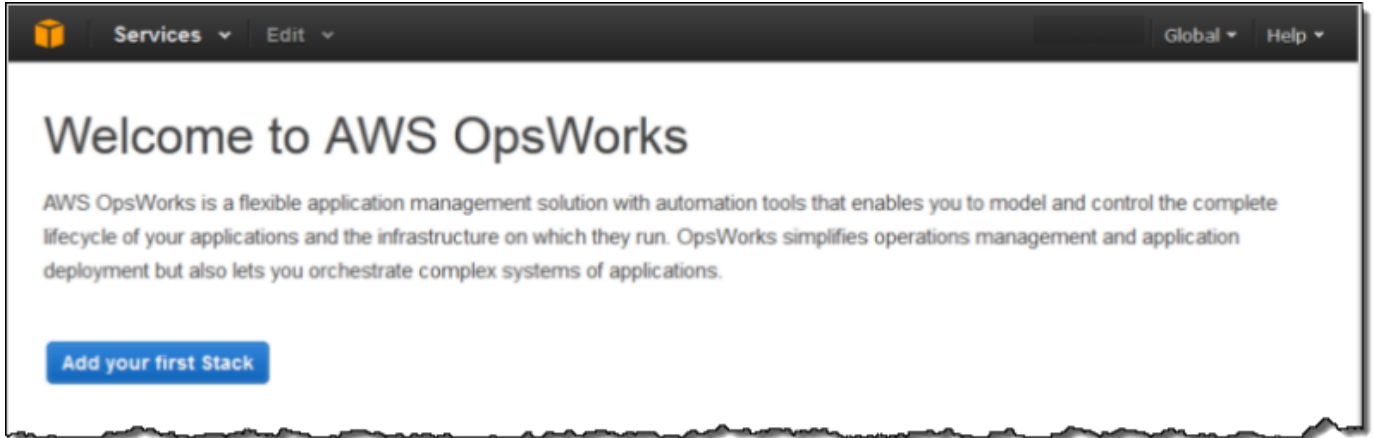 Services Edit Global Help
Welcome to AWS OpsWorks
AWS OpsWorks is a flexible application management solution with automation tools that enables you to model and control the complete
lifecycle of your applications and the infrastructure on which they run. OpsWorks simplifies operations management and application
deployment but also lets you orchestrate complex systems of applications.
Add your first Stack